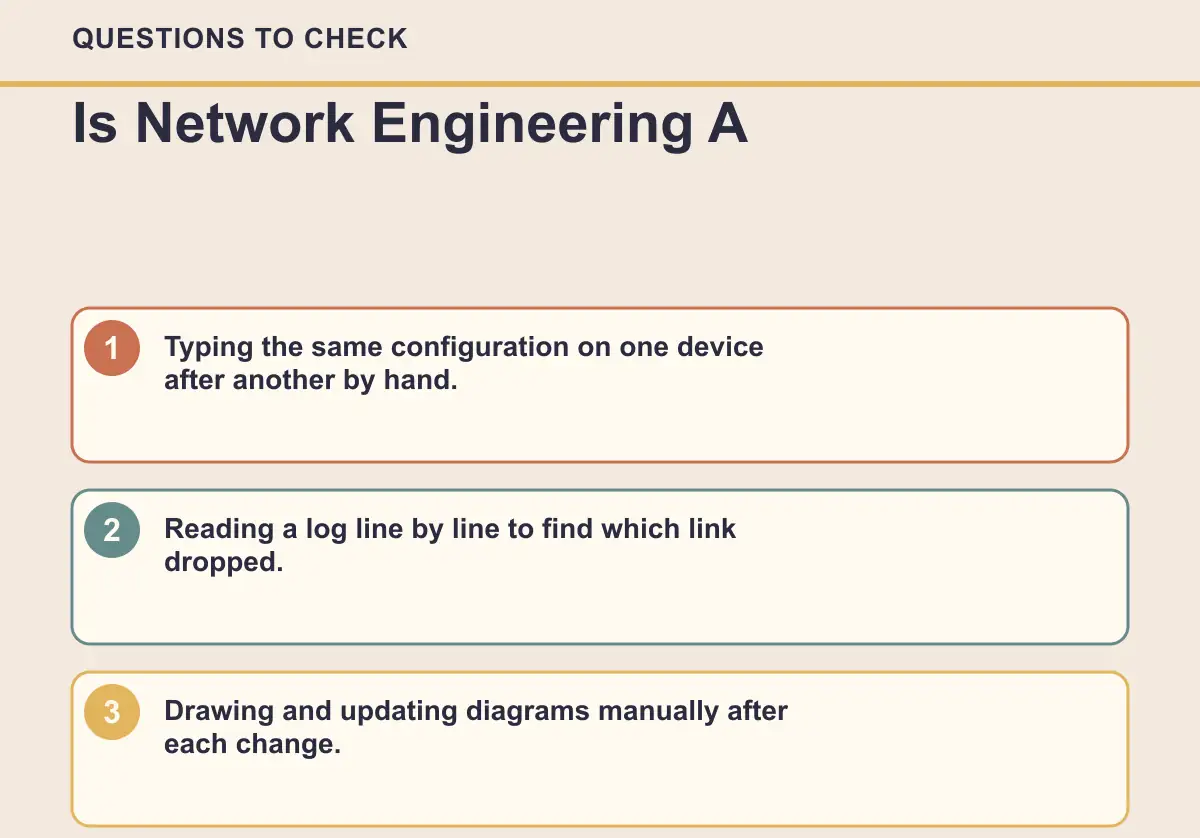 QUESTIONS TO CHECK
Is Network Engineering A
1
Typing the same configuration on one device
after another by hand.
2
Reading a log line by line to find which link
dropped.
3
Drawing and updating diagrams manually after
each change.